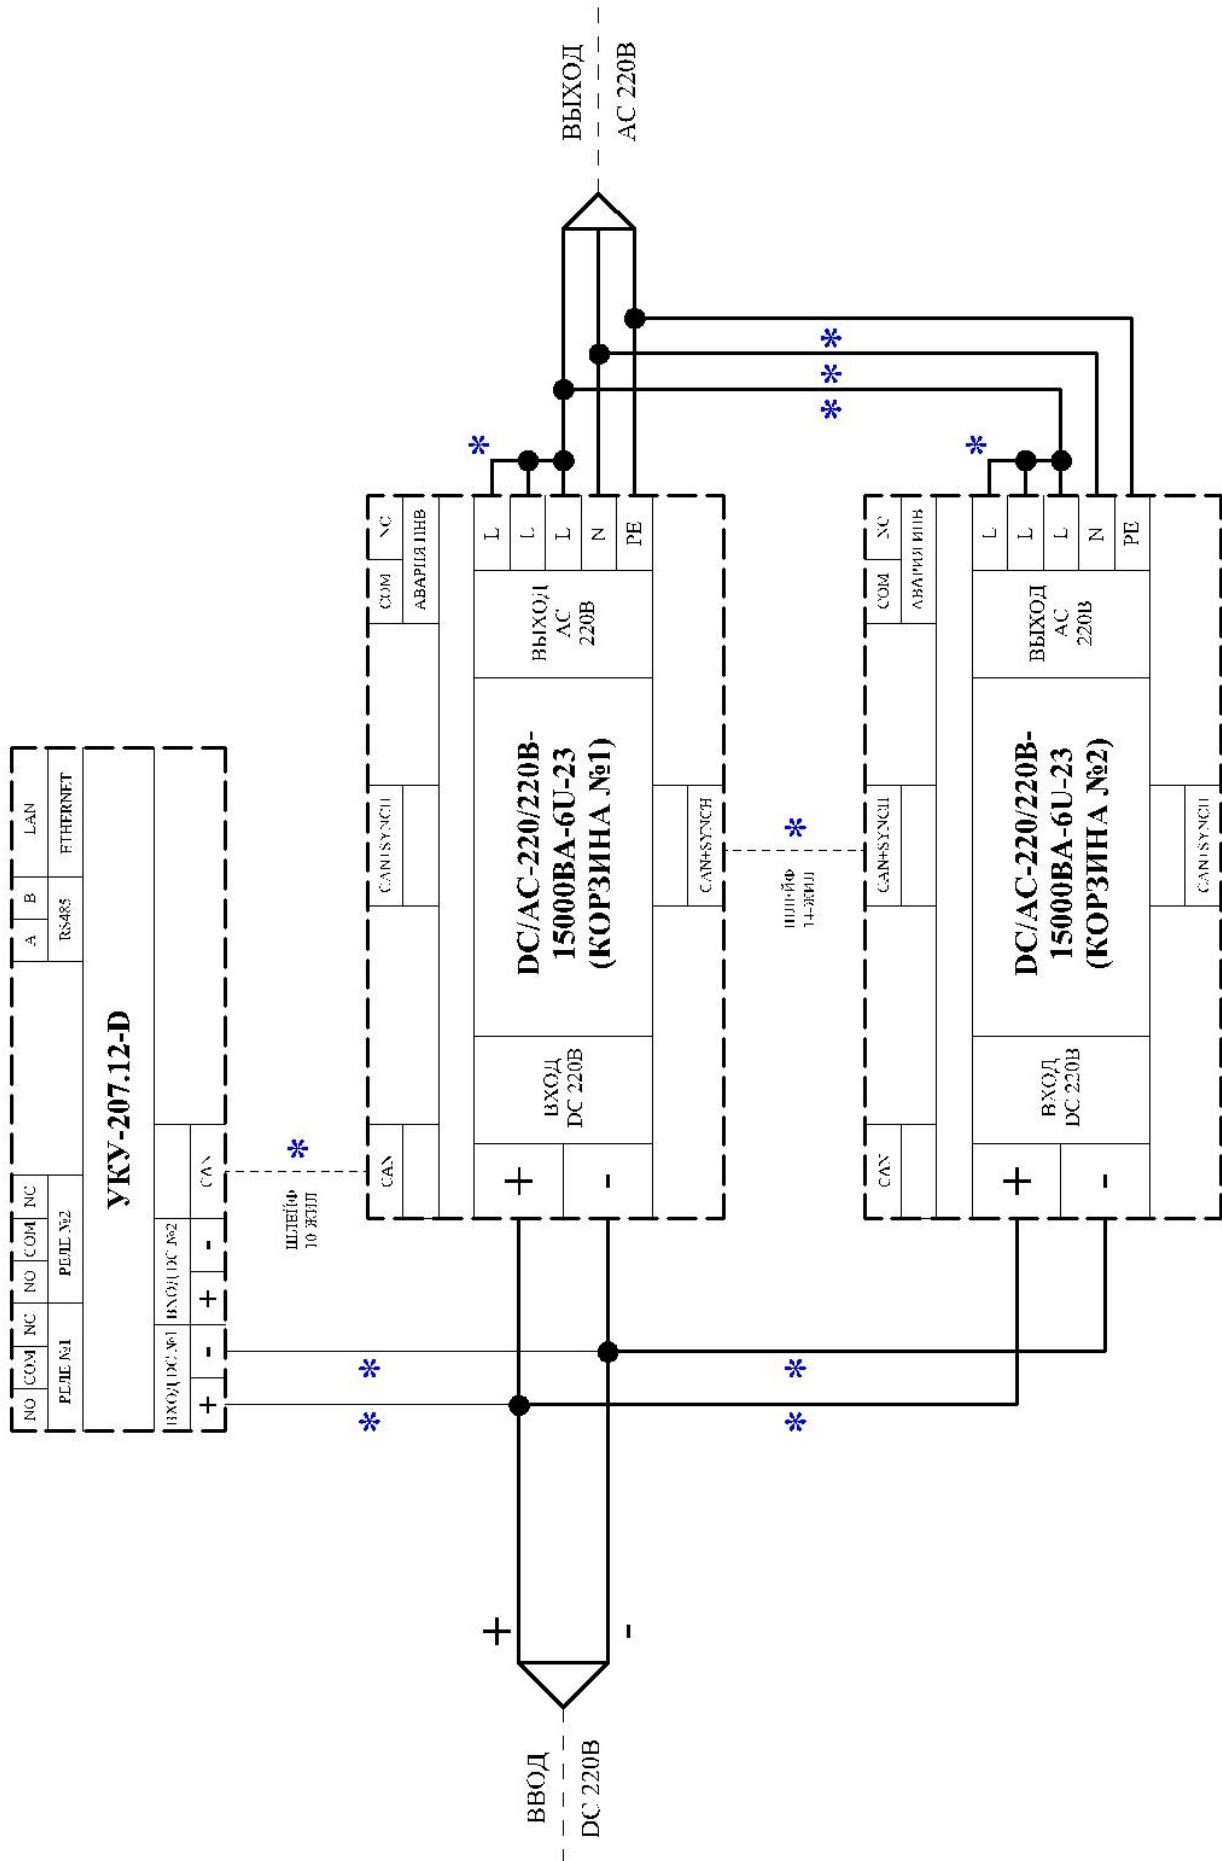 NO COM NC NO COM NC A B LAN
РЕЛЕ №1 РЕЛЕ №2 RS485 ETHERNET
УКУ-207.12-D
ВХОД DC №1 ВХОД DC №2
+ - + - CAN
ШЛЕЙФ
10 ЖИЛ
*
*
*
CAN CAN+SYNCH COM NC
АВАРИЯ ИНВ
+ -
ВХОД
DC 220В
DC/AC-220/220В-
15000ВА-6U-23
(КОРЗИНА №1)
ВЫХОД
AC
220В
L
L
L
N
PE
*
CAN+SYNCH
ВВОД
DC 220В
+
-
ВЫХОД
AC 220В
ШЛЕЙФ
14 ЖИЛ
*
*
*
*
*
*
CAN CAN+SYNCH COM NC
АВАРИЯ ИНВ
+ -
ВХОД
DC 220В
DC/AC-220/220В-
15000ВА-6U-23
(КОРЗИНА №2)
ВЫХОД
AC
220В
L
L
L
N
PE
*
CAN+SYNCH